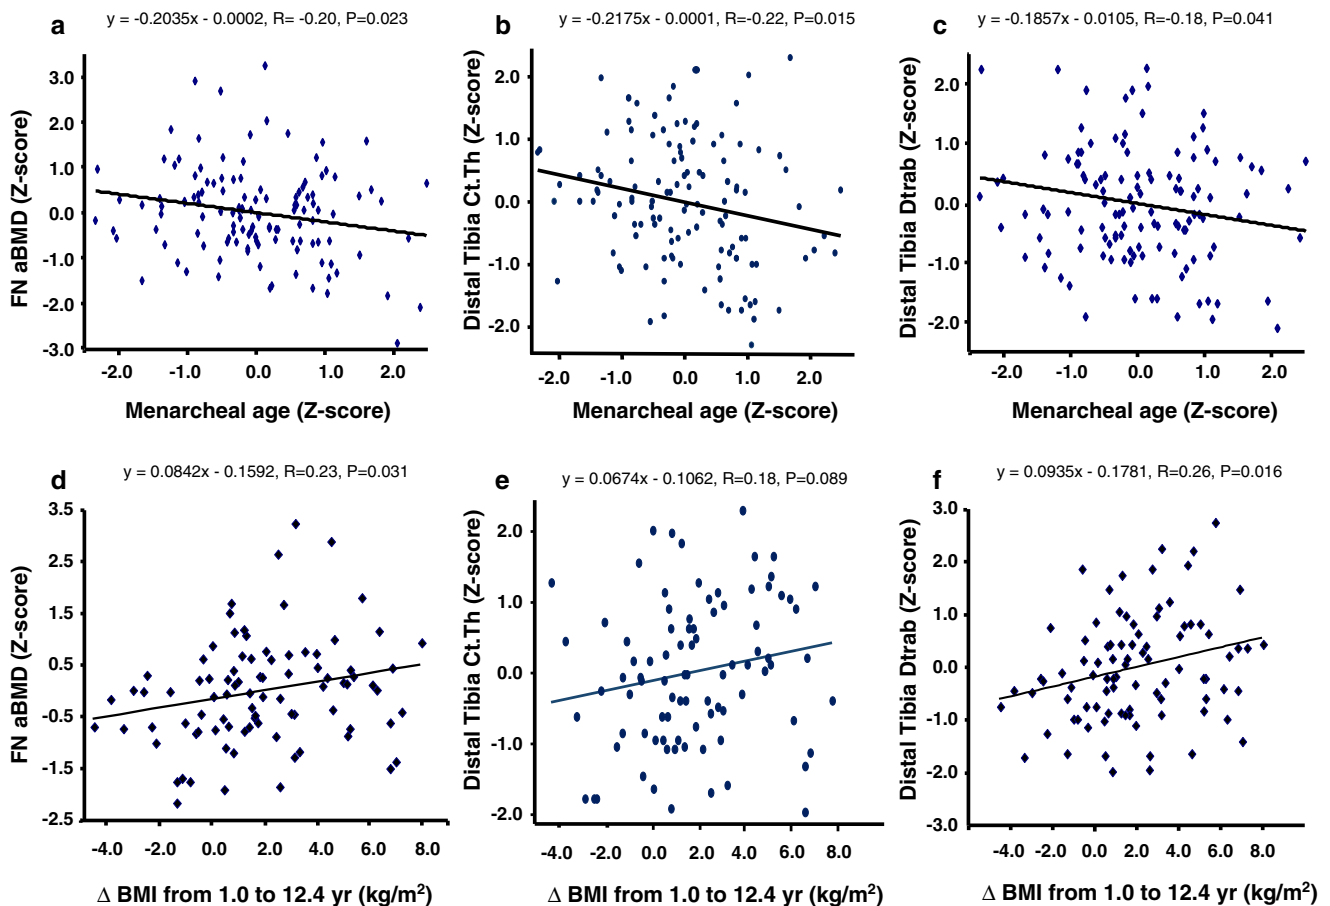 a
y = -0.2035x - 0.0002, R= -0.20, P=0.023
FN aBMD (Z-score)
3.0
2.0
1.0
0.0
-1.0
-2.0
-3.0
-2.0 -1.0 0.0 1.0 2.0
Menarcheal age (Z-score)
b
y = -0.2175x - 0.0001, R=-0.22, P=0.015
Distal Tibia Ct.Th (Z-score)
2.0
1.0
0.0
-1.0
-2.0
-2.0 -1.0 0.0 1.0 2.0
Menarcheal age (Z-score)
c
y = -0.1857x - 0.0105, R=-0.18, P=0.041
Distal Tibia Dtrab (Z-score)
2.0
1.0
0.0
-1.0
-2.0
-2.0 -1.0 0.0 1.0 2.0
Menarcheal age (Z-score)
d
y = 0.0842x - 0.1592, R=0.23, P=0.031
FN aBMD (Z-score)
3.5
2.5
1.5
0.5
-0.5
-1.5
-2.5
-4.0 -2.0 0.0 2.0 4.0 6.0 8.0
Δ BMI from 1.0 to 12.4 yr (kg/m²)
e
y = 0.0674x - 0.1062, R=0.18, P=0.089
Distal Tibia Ct.Th (Z-score)
2.0
1.0
0.0
-1.0
-2.0
-4.0 -2.0 0.0 2.0 4.0 6.0 8.0
Δ BMI from 1.0 to 12.4 yr (kg/m²)
f
y = 0.0935x - 0.1781, R=0.26, P=0.016
Distal Tibia Dtrab (Z-score)
3.0
2.0
1.0
0.0
-1.0
-2.0
-3.0
-4.0 -2.0 0.0 2.0 4.0 6.0 8.0
Δ BMI from 1.0 to 12.4 yr (kg/m²)